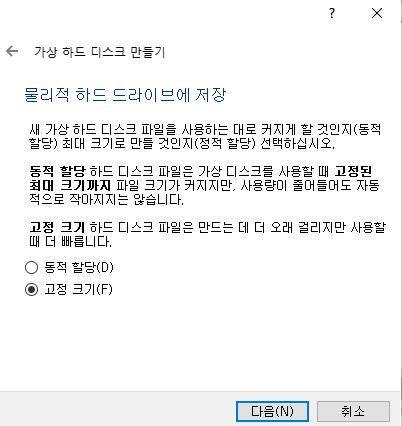 ?
가상 하드 디스크 만들기
물리적 하드 드라이브에 저장
새 가상 하드 디스크 파일을 사용하는 대로 커지게 할 것인지(동적
할당) 최대 크기로 만들 것인지(정적 할당) 선택하십시오.
동적 할당 하드 디스크 파일은 가상 디스크를 사용할 때 고정된
최대 크기까지 파일 크기가 커지지만, 사용량이 줄어들어도 자동
적으로 작아지지는 않습니다.
고정 크기 하드 디스크 파일은 만드는 데 더 오래 걸리지만 사용할
때 더 빠릅니다.
동적 할당(D)
고정 크기(F)
다음(N)
취소